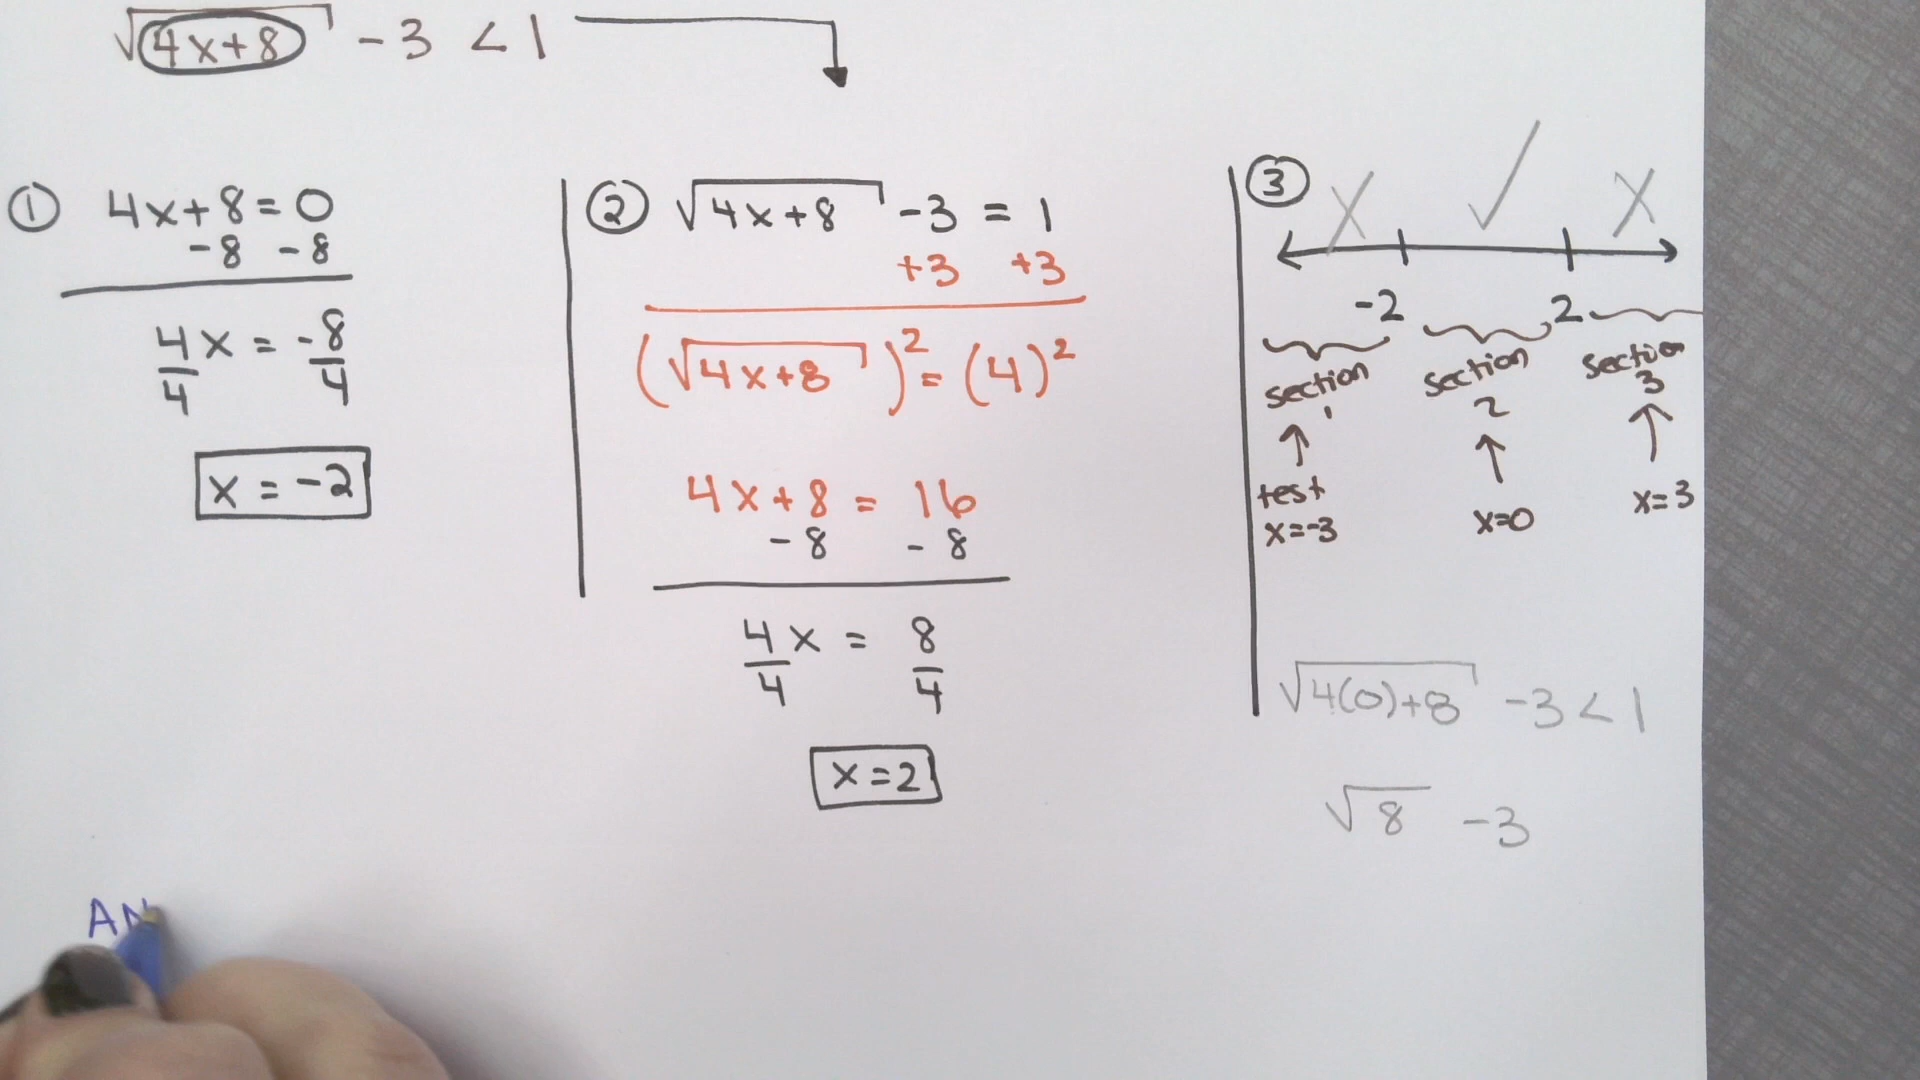 √4x+8 - 3 < 1
① 4x+8=0
-8 -8
4x = -8
4 4
x = -2
② √4x+8 -3 = 1
+3 +3
(√4x+8)² = (4)²
4x+8 = 16
-8 -8
4x = 8
4 4
x=2
③ X ✓ X
-2 2
section 1 section 2 section 3
↑ ↑ ↑
test x=-3 x=0 x=3
√4(0)+8 -3<1
√8 -3
AN